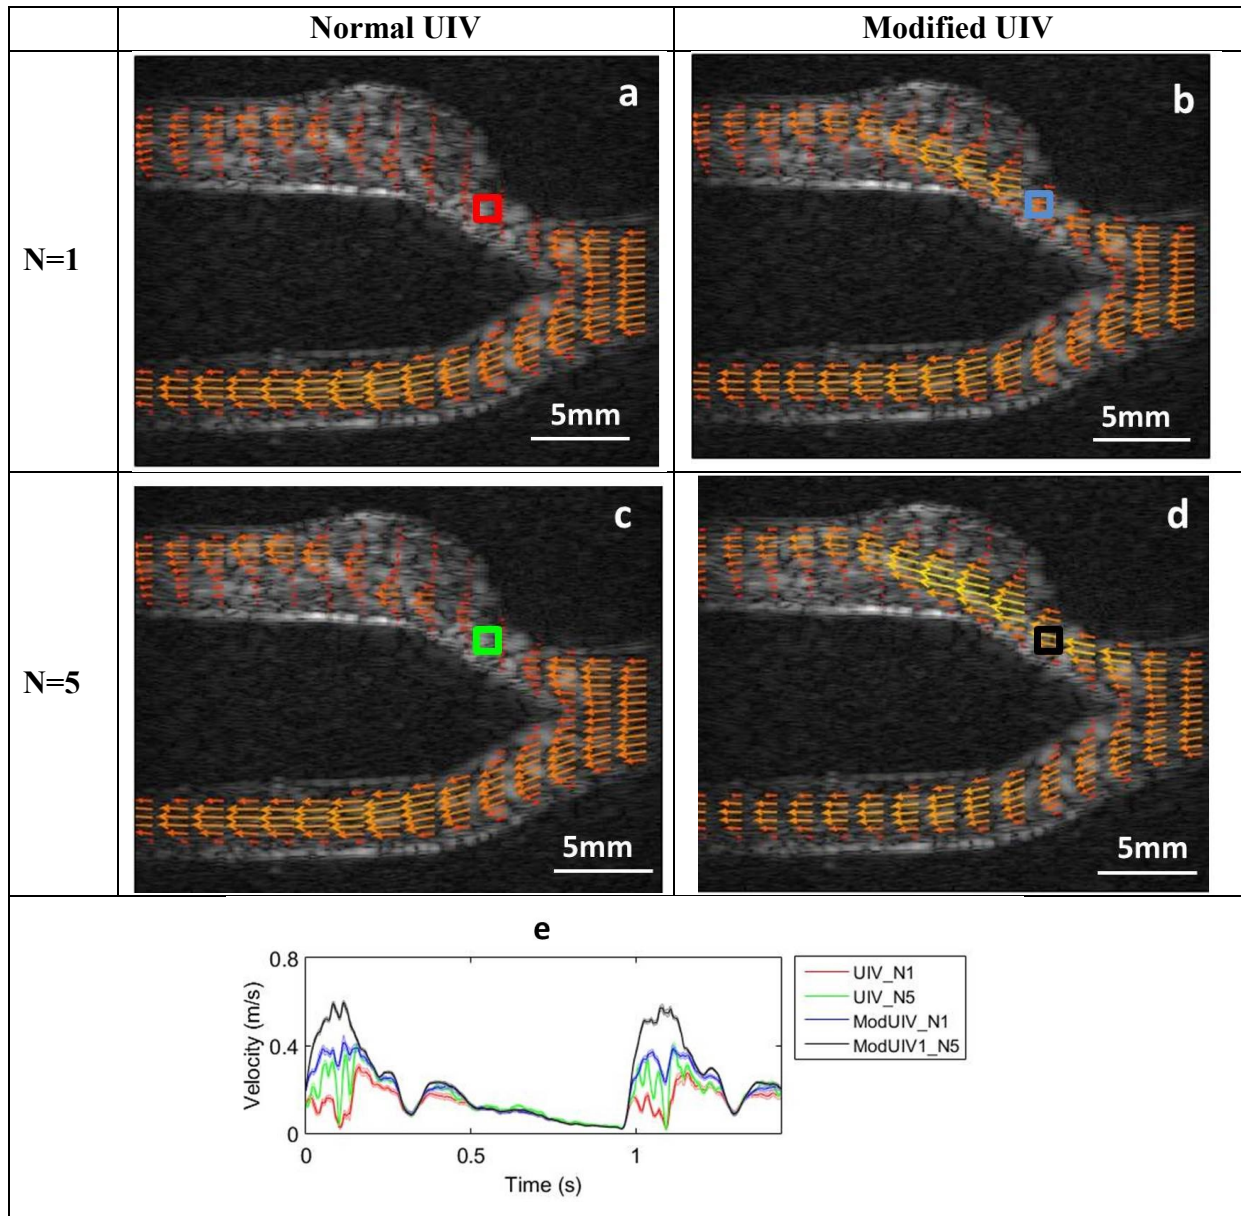 Normal UIV
Modified UIV
N=1
a
5mm
b
5mm
N=5
c
5mm
d
5mm
e
0.8
0.4
0
Velocity (m/s)
0
0.5
1
Time (s)
UIV_N1
UIV_N5
ModUIV_N1
ModUIV1_N5